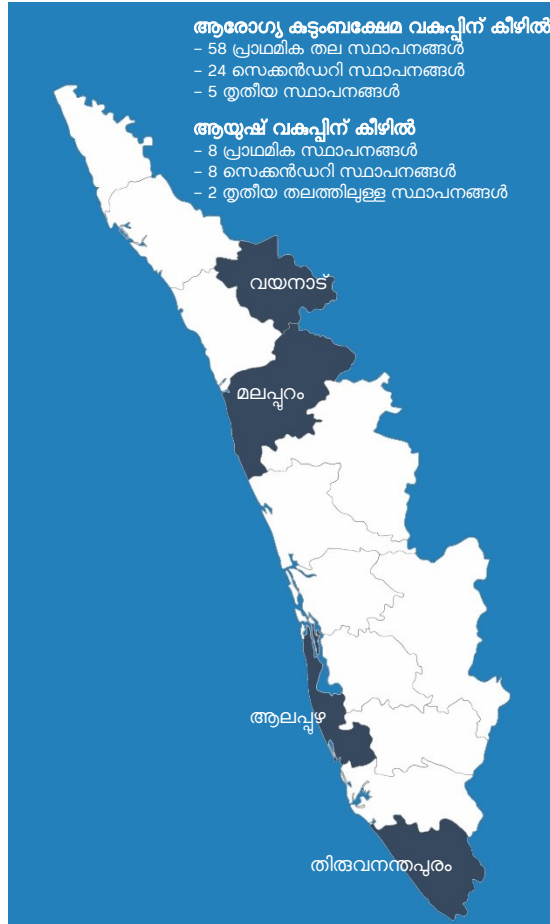 ആരോഗ്യ കുടുംബക്ഷേമ വകുപ്പിന് കീഴിൽ
– 58 പ്രാഥമിക തല സ്ഥാപനങ്ങൾ
– 24 സെക്കൻഡറി സ്ഥാപനങ്ങൾ
– 5 തൃതീയ സ്ഥാപനങ്ങൾ
ആയുഷ് വകുപ്പിന് കീഴിൽ
– 8 പ്രാഥമിക സ്ഥാപനങ്ങൾ
– 8 സെക്കൻഡറി സ്ഥാപനങ്ങൾ
– 2 തൃതീയ തലത്തിലുള്ള സ്ഥാപനങ്ങൾ
വയനാട്
മലപ്പുറം
ആലപ്പുഴ
തിരുവനന്തപുരം